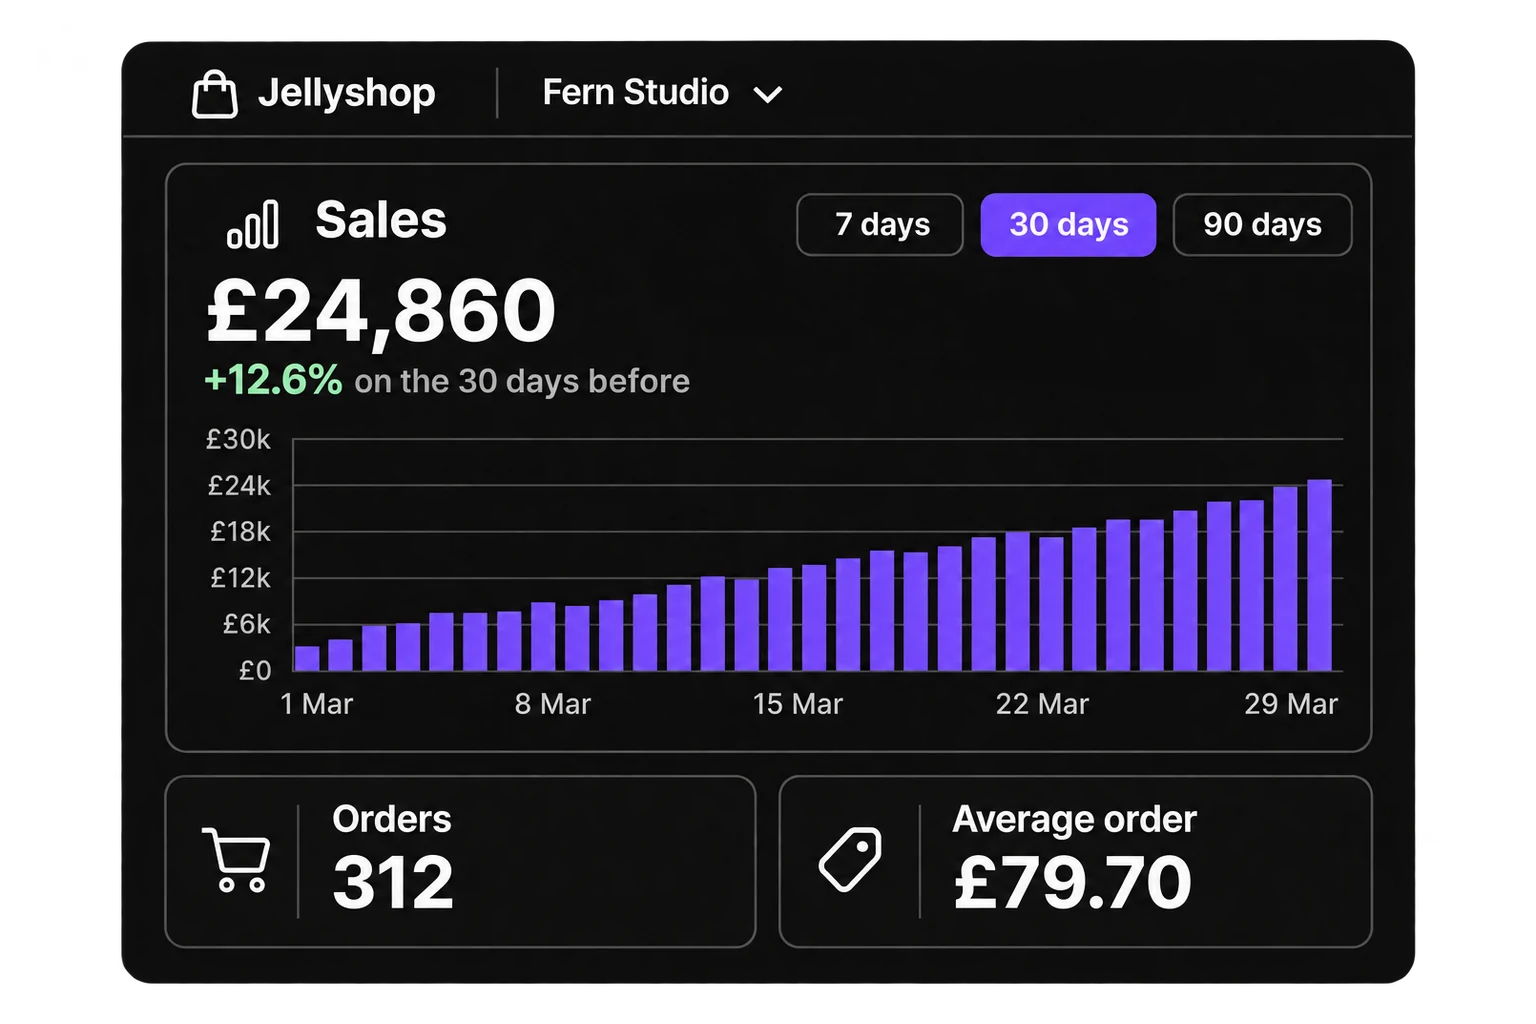 Jellyshop
Fern Studio
Sales
7 days
30 days
90 days
£24,860
+12.6% on the 30 days before
£30k
£24k
£18k
£12k
£6k
£0
1 Mar
8 Mar
15 Mar
22 Mar
29 Mar
Orders
312
Average order
£79.70